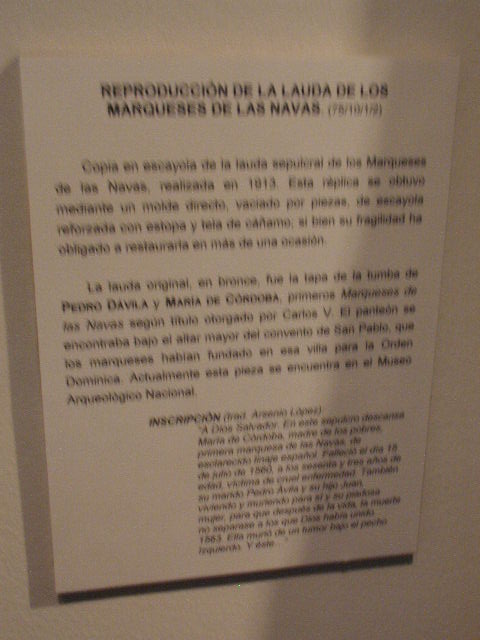 REPRODUCCIÓN DE LA LAUDA DE LOS
MARQUESES DE LAS NAVAS. (75/10/1/2)
Copia en escayola de la lauda sepulcral de los Marqueses
de las Navas, realizada en 1913. Esta réplica se obtuvo
mediante un molde directo, vaciado por piezas, de escayola
reforzada con estopa y tela de cáñamo; si bien su fragilidad ha
obligado a restaurarla en más de una ocasión.
La lauda original, en bronce, fue la tapa de la tumba de
PEDRO DÁVILA Y MARÍA DE CÓRDOBA, primeros Marqueses de
las Navas según título otorgado por Carlos V. El panteón se
encontraba bajo el altar mayor del convento de San Pablo, que
los marqueses habían fundado en esa villa para la Orden
Dominica. Actualmente esta pieza se encuentra en el Museo
Arqueológico Nacional.
INSCRIPCIÓN (trad. Arsenio López)
"A Dios Salvador. En este sepulcro descansa
María de Córdoba, madre de los pobres,
primera marquesa de las Navas, de
esclarecido linaje español. Falleció el día 15
de julio de 1560, a los sesenta y tres años de
edad, víctima de cruel enfermedad. También
su marido Pedro Ávila y su hijo Juan,
viviendo y muriendo para sí y su piadosa
mujer, para que después de la vida, la muerte
no separase a los que Dios había unido.
1563. Ella murió de un tumor bajo el pecho
izquierdo. Y éste...